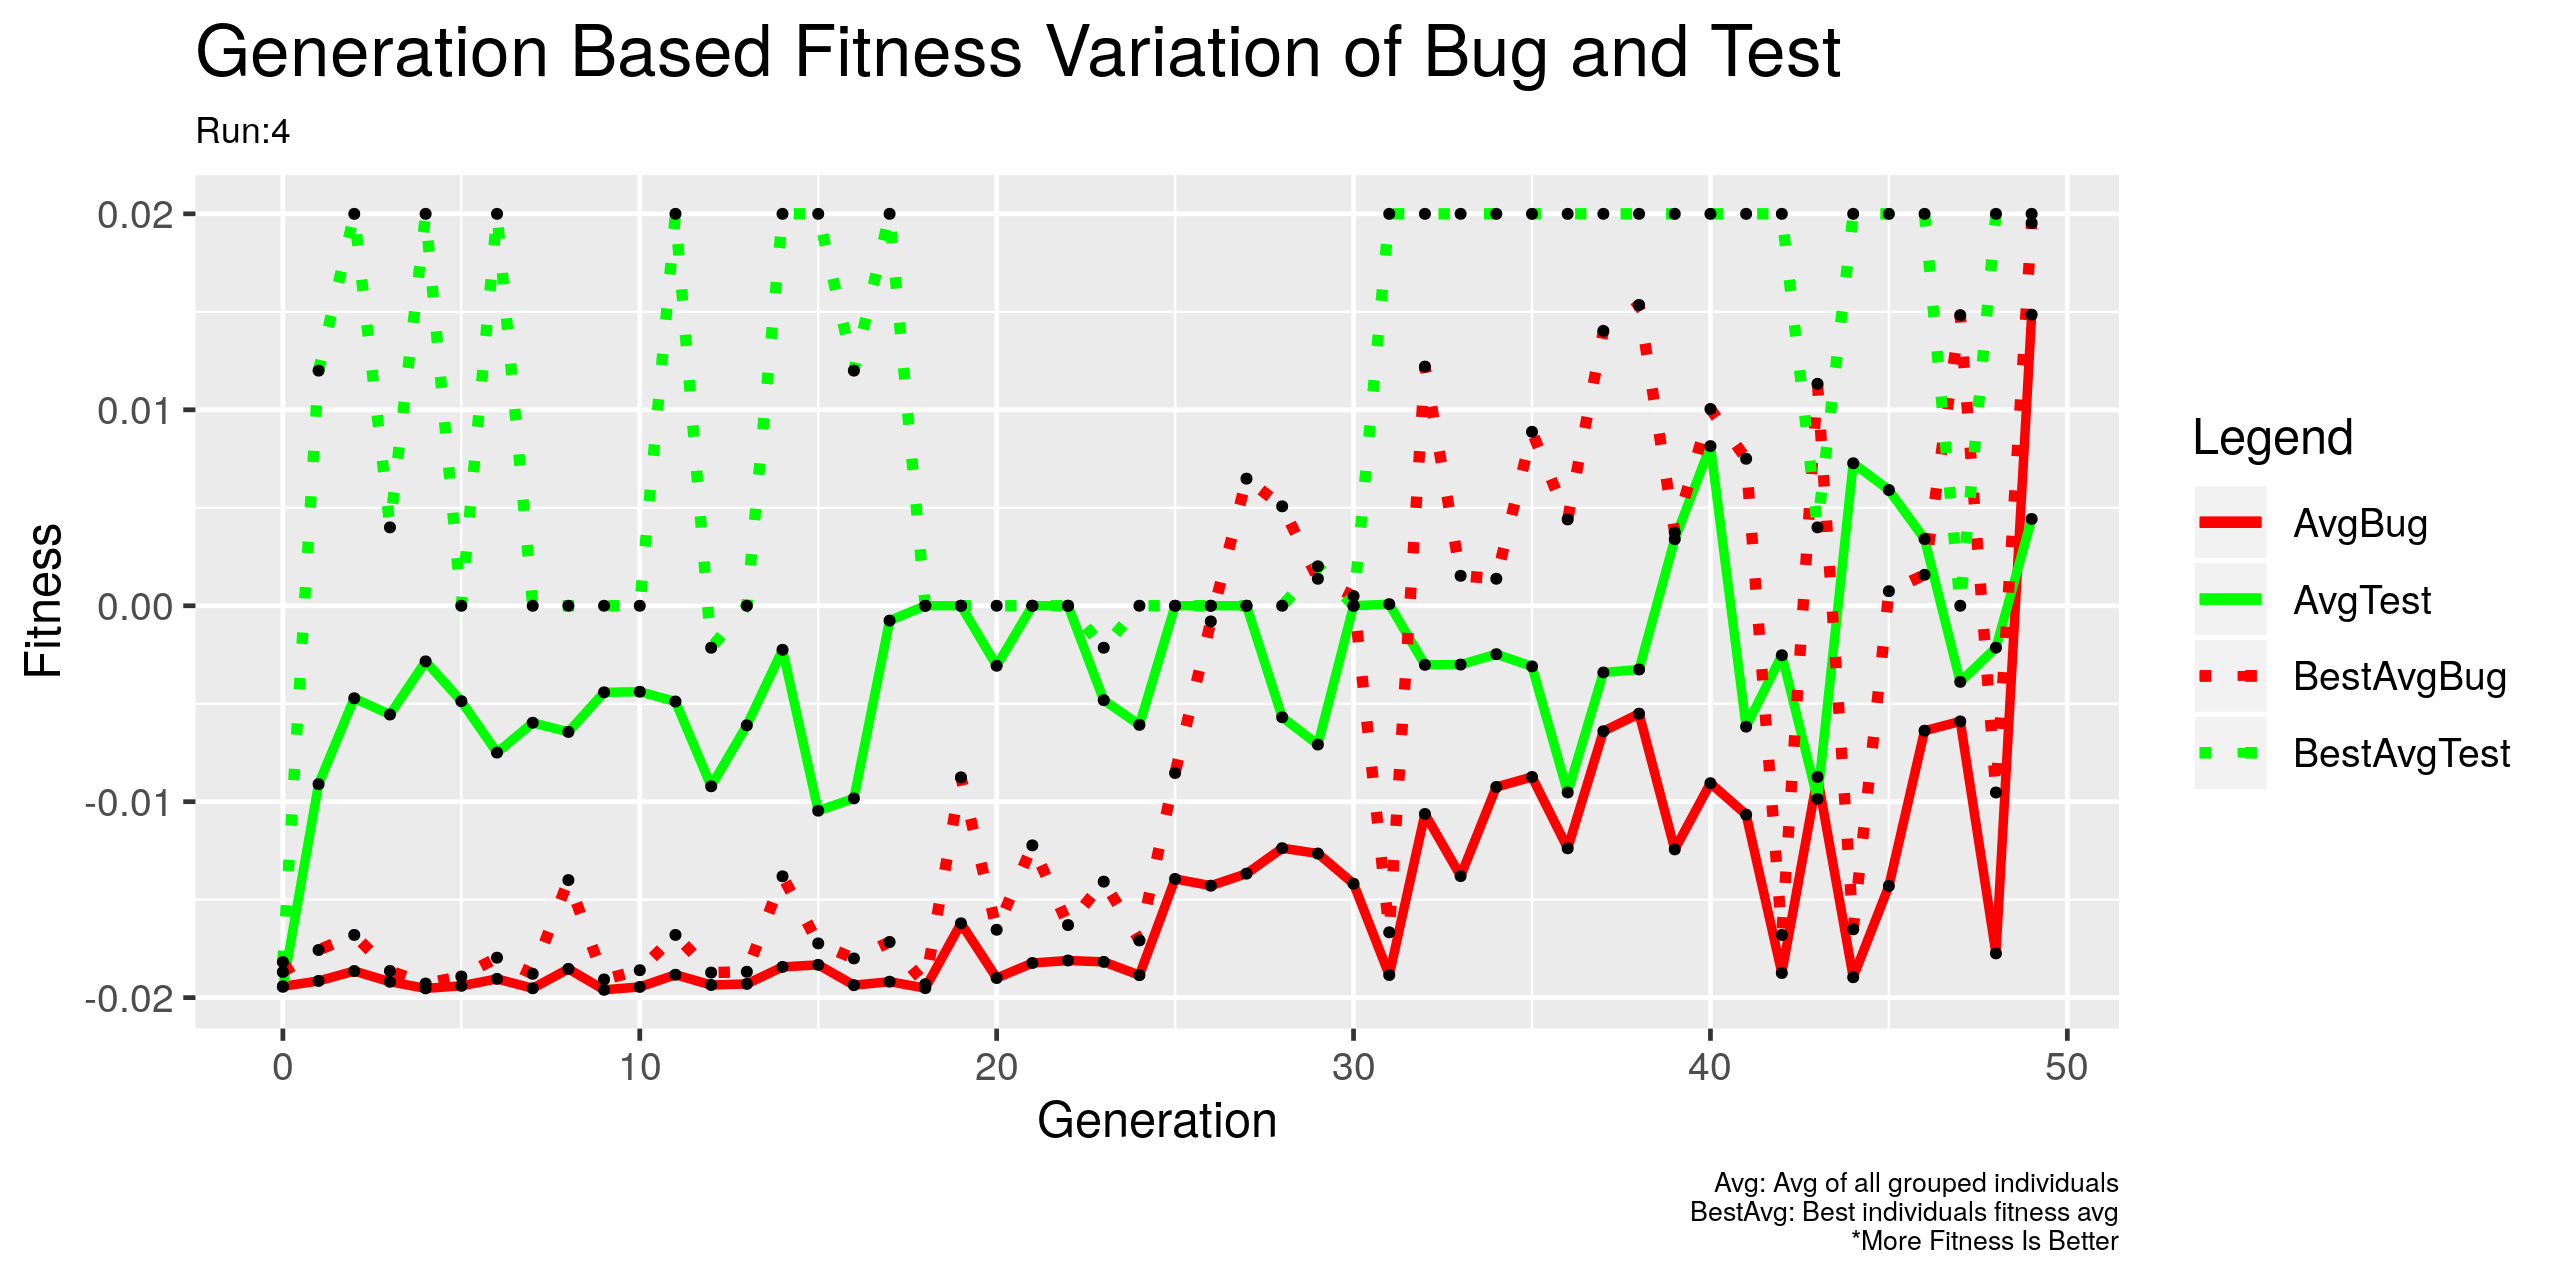 Generation Based Fitness Variation of Bug and Test
Run:4
Fitness
0.02
0.01
0.00
-0.01
-0.02
0 10 20 30 40 50
Generation
Legend
AvgBug
AvgTest
BestAvgBug
BestAvgTest
Avg: Avg of all grouped individuals
BestAvg: Best individuals fitness avg
*More Fitness Is Better